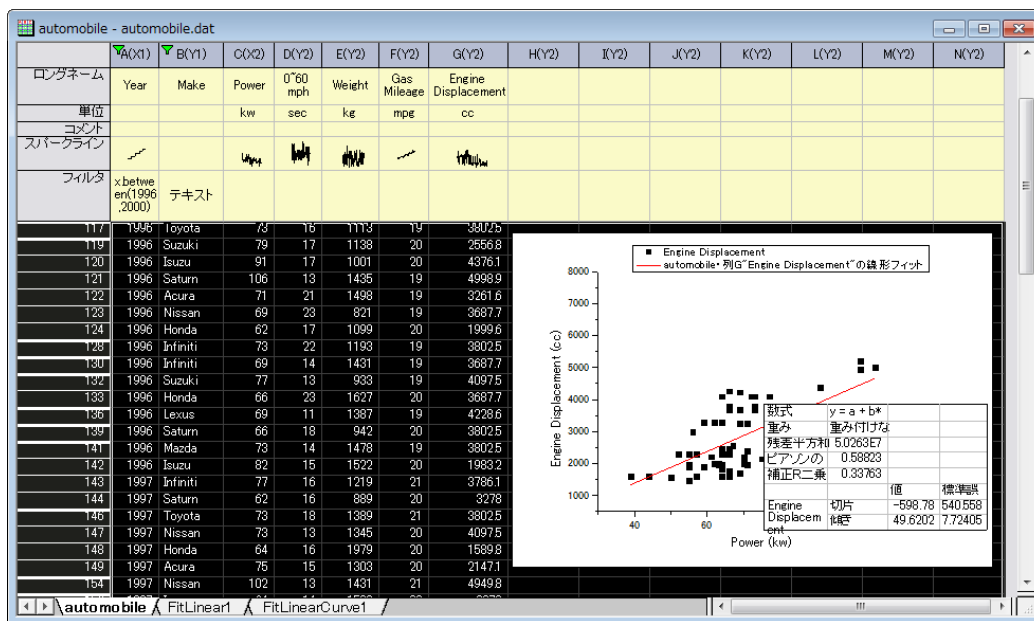 automobile - automobile.dat
A(X1) B(Y1) C(X2) D(Y2) E(Y2) F(Y2) G(Y2) H(Y2) I(Y2) J(Y2) K(Y2) L(Y2) M(Y2) N(Y2)
ロングネーム Year Make Power 0~60 mph Weight Gas Mileage Engine Displacement
単位 kw sec kg mpg cc
コメント
スパークライン
フィルタ x.between(1996,2000) テキスト
117 1996 Toyota 73 16 1113 19 3802.5
119 1996 Suzuki 79 17 1138 20 2556.8
120 1996 Isuzu 91 17 1001 20 4376.1
121 1996 Saturn 106 13 1435 19 4998.9
122 1996 Acura 71 21 1498 19 3261.6
123 1996 Nissan 69 23 821 19 3687.7
124 1996 Honda 62 17 1099 20 1999.6
128 1996 Infiniti 73 22 1193 19 3802.5
130 1996 Infiniti 69 14 1431 19 3687.7
132 1996 Suzuki 77 13 933 19 4097.5
133 1996 Honda 66 23 1627 20 3687.7
136 1996 Lexus 69 11 1387 19 4228.6
139 1996 Saturn 66 18 942 20 3802.5
141 1996 Mazda 73 14 1478 19 3802.5
142 1996 Isuzu 82 15 1522 20 1983.2
143 1997 Infiniti 77 16 1219 21 3786.1
144 1997 Saturn 62 16 889 20 3278
146 1997 Toyota 73 18 1389 21 3802.5
147 1997 Nissan 73 13 1345 20 4097.5
148 1997 Honda 64 16 1979 20 1589.8
149 1997 Acura 75 15 1303 20 2147.1
154 1997 Nissan 102 13 1431 21 4949.8
Engine Displacement
automobile・列G"Engine Displacement"の線形フィット
8000
7000
6000
5000
4000
3000
2000
1000
Engine Displacement (cc)
40 60
Power (kw)
数式 y = a + b*
重み 重み付けな
残差平方和 5.0263E7
ピアソンの 0.58823
補正R二乗 0.33763
値 標準誤
Engine Displacement 切片 -598.78 540.558
傾き 49.6202 7.72405
automobile FitLinear1 FitLinearCurve1